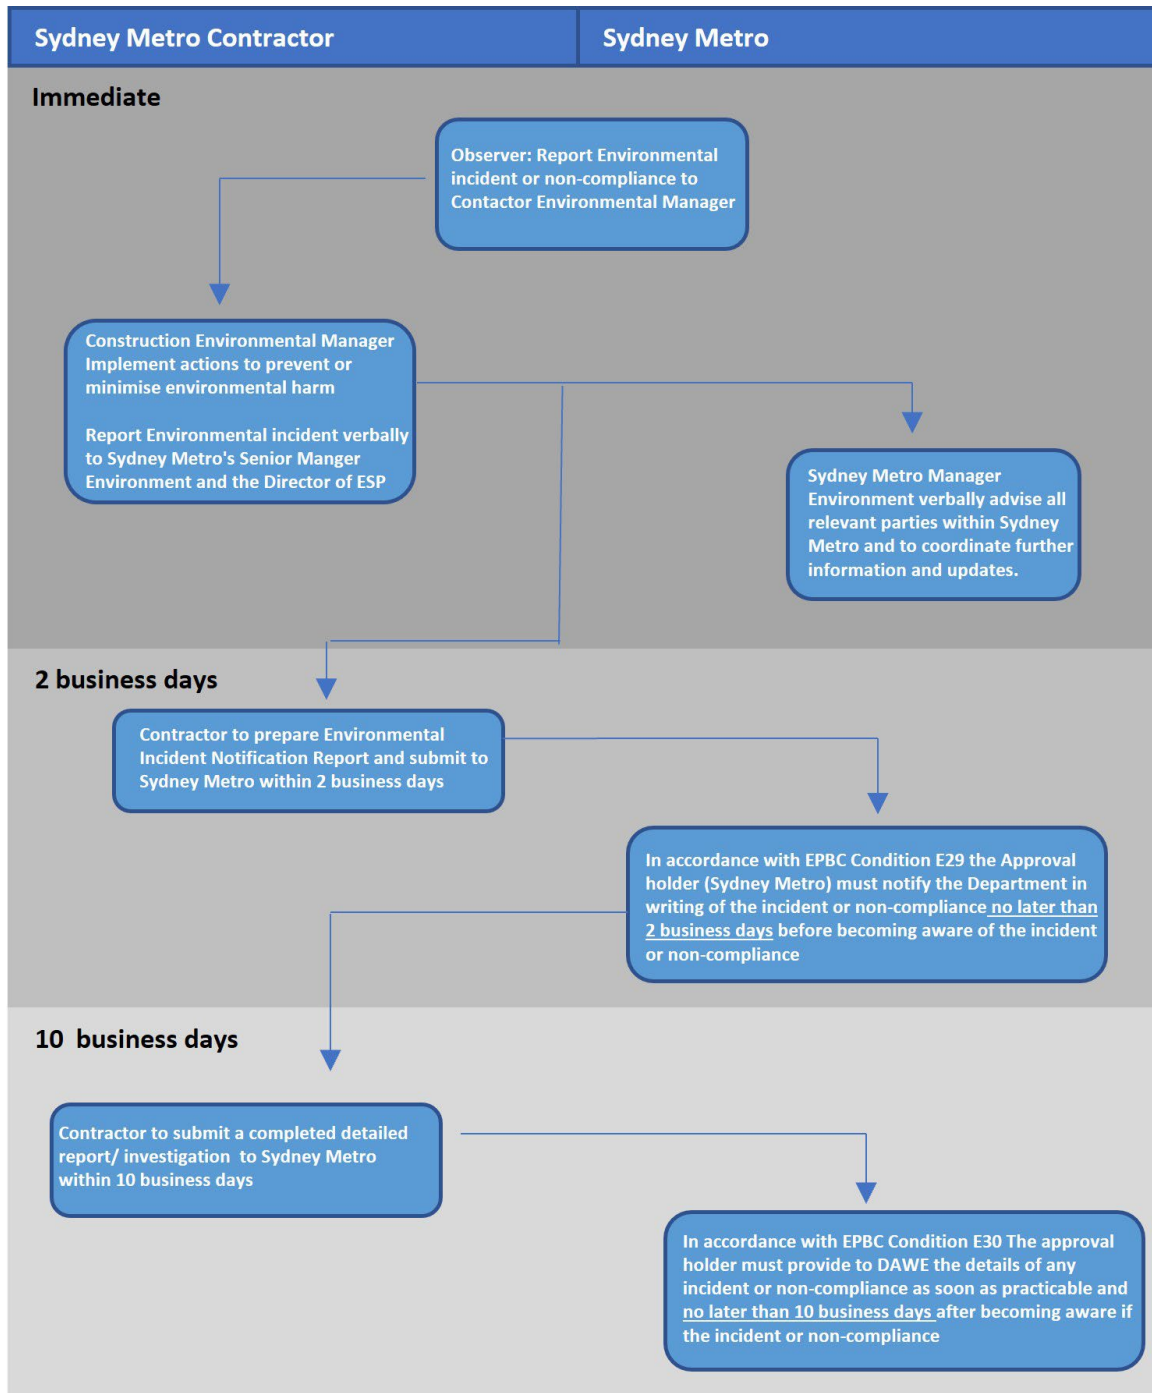 Sydney Metro Contractor
Sydney Metro
Immediate
Observer: Report Environmental
incident or non-compliance to
Contactor Environmental Manager
Construction Environmental Manager
Implement actions to prevent or
minimise environmental harm
Report Environmental incident verbally
to Sydney Metro's Senior Manger
Environment and the Director of ESP
Sydney Metro Manager
Environment verbally advise all
relevant parties within Sydney
Metro and to coordinate further
information and updates.
2 business days
Contractor to prepare Environmental
Incident Notification Report and submit to
Sydney Metro within 2 business days
In accordance with EPBC Condition E29 the Approval
holder (Sydney Metro) must notify the Department in
writing of the incident or non-compliance no later than
2 business days before becoming aware of the incident
or non-compliance
10 business days
Contractor to submit a completed detailed
report/ investigation to Sydney Metro
within 10 business days
In accordance with EPBC Condition E30 The approval
holder must provide to DAWE the details of any
incident or non-compliance as soon as practicable and
no later than 10 business days after becoming aware if
the incident or non-compliance